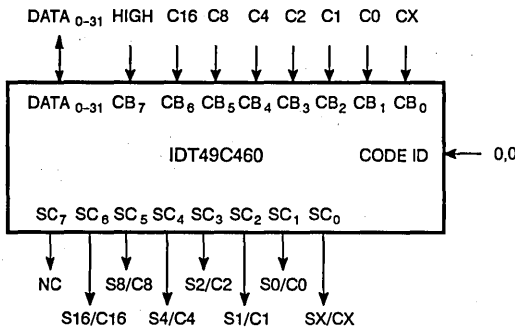 DATA 0–31 HIGH C16 C8 C4 C2 C1 C0 CX
DATA 0–31 CB7 CB6 CB5 CB4 CB3 CB2 CB1 CB0
IDT49C460 CODE ID 0,0
SC7 SC6 SC5 SC4 SC3 SC2 SC1 SC0
NC S8/C8 S2/C2 S0/C0
S16/C16 S4/C4 S1/C1 SX/CX